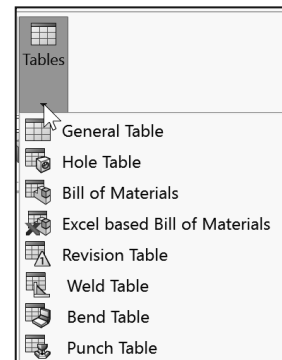 Tables
General Table
Hole Table
Bill of Materials
Excel based Bill of Materials
Revision Table
Weld Table
Bend Table
Punch Table